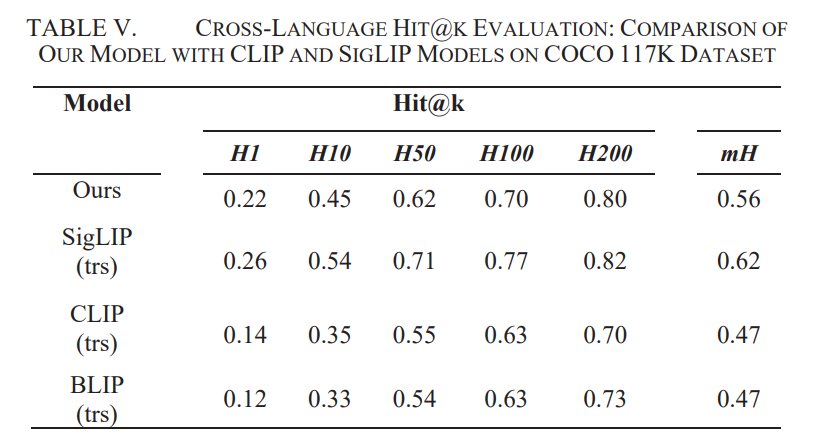 TABLE V. CROSS-LANGUAGE HIT@K EVALUATION: COMPARISON OF
OUR MODEL WITH CLIP AND SIGLIP MODELS ON COCO 117K DATASET
Model Hit@k
H1 H10 H50 H100 H200 mH
Ours 0.22 0.45 0.62 0.70 0.80 0.56
SigLIP
(trs) 0.26 0.54 0.71 0.77 0.82 0.62
CLIP
(trs) 0.14 0.35 0.55 0.63 0.70 0.47
BLIP
(trs) 0.12 0.33 0.54 0.63 0.73 0.47